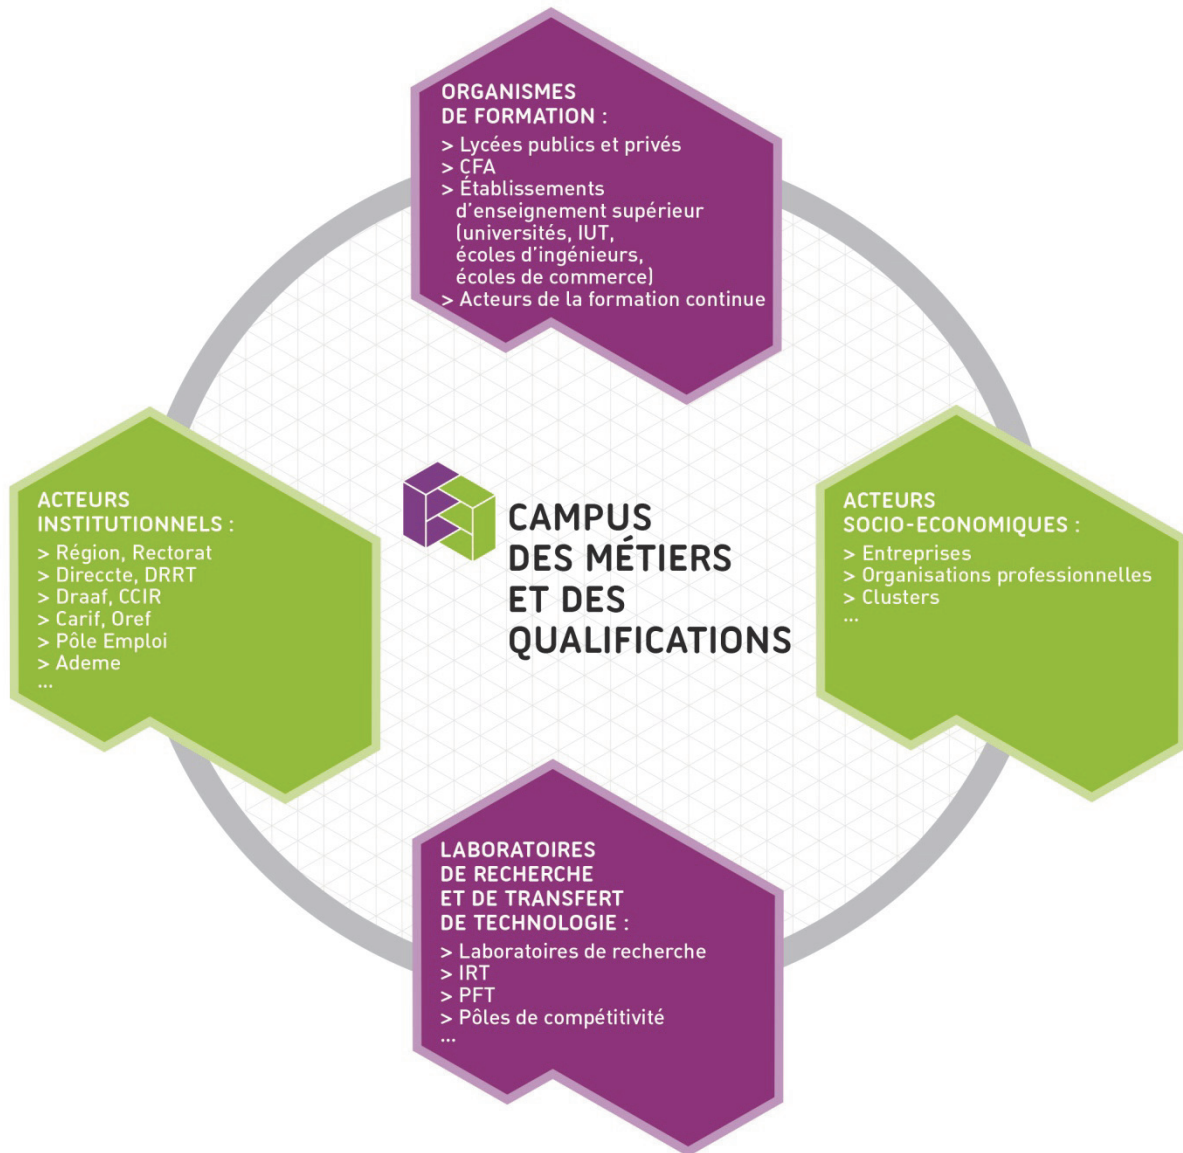 ORGANISMES
DE FORMATION :
> Lycées publics et privés
> CFA
> Établissements
d'enseignement supérieur
(universités, IUT,
écoles d'ingénieurs,
écoles de commerce)
> Acteurs de la formation continue
ACTEURS
INSTITUTIONNELS :
> Région, Rectorat
> Direccte, DRRT
> Draaf, CCIR
> Carif, Oref
> Pôle Emploi
> Ademe
...
CAMPUS
DES MÉTIERS
ET DES
QUALIFICATIONS
ACTEURS
SOCIO-ECONOMIQUES :
> Entreprises
> Organisations professionnelles
> Clusters
...
LABORATOIRES
DE RECHERCHE
ET DE TRANSFERT
DE TECHNOLOGIE :
> Laboratoires de recherche
> IRT
> PFT
> Pôles de compétitivité
...